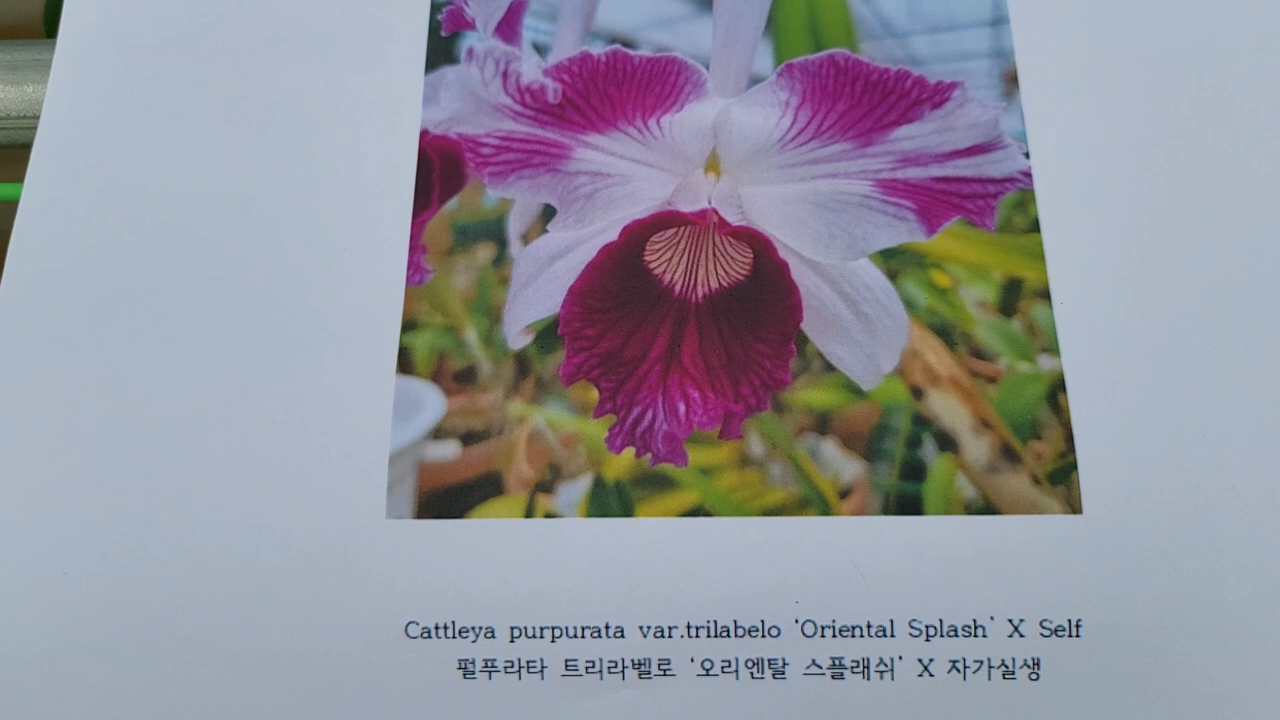 Cattleya purpurata var.trilabelo ‘Oriental Splash’ X Self
펄푸라타 트리라벨로 ‘오리엔탈 스플래쉬’ X 자가실생